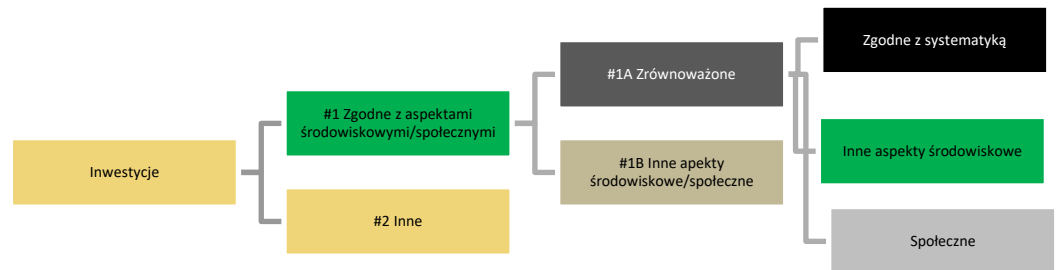 Inwestycje
#1 Zgodne z aspektami
środowiskowymi/społecznymi
#2 Inne
#1A Zrównoważone
#1B Inne apekty
środowiskowe/społeczne
Zgodne z systematyką
Inne aspekty środowiskowe
Społeczne